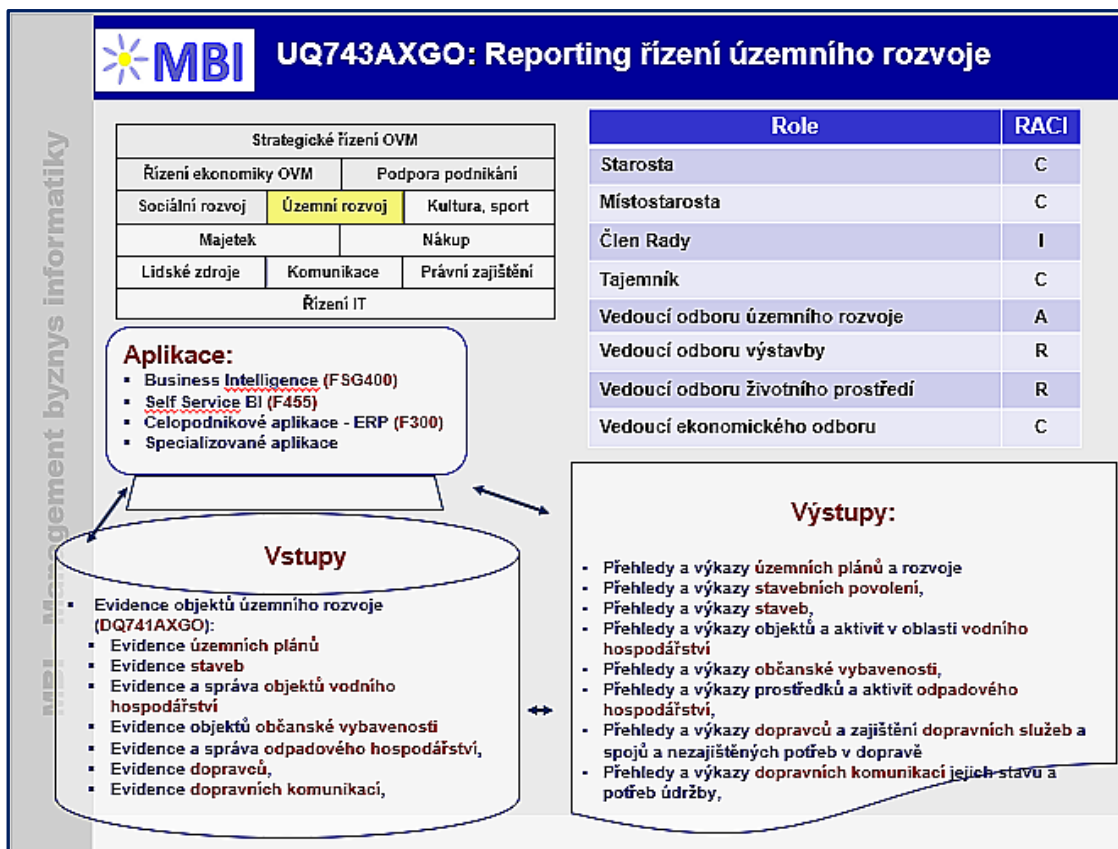 MBI
UQ743AXGO: Reporting řízení územního rozvoje
MBI - Management byznys informatiky
Strategické řízení OVM
Řízení ekonomiky OVM Podpora podnikání
Sociální rozvoj Územní rozvoj Kultura, sport
Majetek Nákup
Lidské zdroje Komunikace Právní zajištění
Řízení IT
Role RACI
Starosta C
Místostarosta C
Člen Rady I
Tajemník C
Vedoucí odboru územního rozvoje A
Vedoucí odboru výstavby R
Vedoucí odboru životního prostředí R
Vedoucí ekonomického odboru C
Aplikace:
▪ Business Intelligence (FSG400)
▪ Self Service BI (F455)
▪ Celopodnikové aplikace - ERP (F300)
▪ Specializované aplikace
Vstupy
▪ Evidence objektů územního rozvoje
(DQ741AXGO):
▪ Evidence územních plánů
▪ Evidence staveb
▪ Evidence a správa objektů vodního
hospodářství
▪ Evidence objektů občanské vybavenosti
▪ Evidence a správa odpadového hospodářství,
▪ Evidence dopravců,
▪ Evidence dopravních komunikací,
Výstupy:
- Přehledy a výkazy územních plánů a rozvoje
- Přehledy a výkazy stavebních povolení,
- Přehledy a výkazy staveb,
- Přehledy a výkazy objektů a aktivit v oblasti vodního
hospodářství
- Přehledy a výkazy občanské vybavenosti,
- Přehledy a výkazy prostředků a aktivit odpadového
hospodářství,
- Přehledy a výkazy dopravců a zajištění dopravních služeb a
spojů a nezajištěných potřeb v dopravě
- Přehledy a výkazy dopravních komunikací jejich stavu a
potřeb údržby,